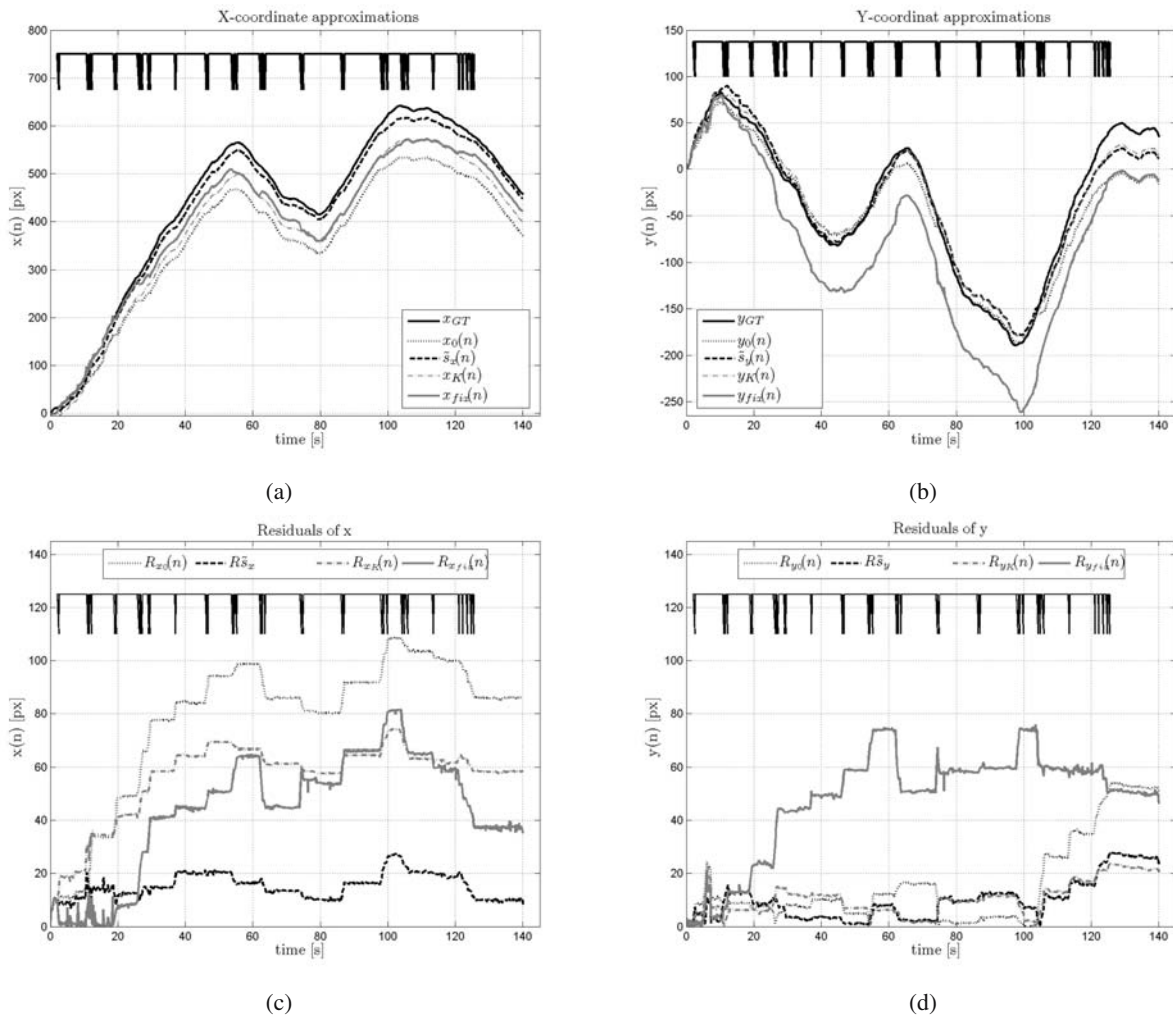 X-coordinate approximations
800
700
600
500
400
300
200
100
0
x(n) [px]
x_GT
x_0(n)
s̃_x(n)
x_K(n)
x_fix(n)
0 20 40 60 80 100 120 140
time [s]
(a)
Y-coordinat approximations
150
100
50
0
-50
-100
-150
-200
-250
y(n) [px]
y_GT
y_0(n)
s̃_y(n)
y_K(n)
y_fix(n)
0 20 40 60 80 100 120 140
time [s]
(b)
Residuals of x
R_x0(n) Rs̃_x R_xK(n) R_xfix(n)
140
120
100
80
60
40
20
0
x(n) [px]
0 20 40 60 80 100 120 140
time [s]
(c)
Residuals of y
R_y0(n) Rs̃_y R_yK(n) R_yfix(n)
140
120
100
80
60
40
20
0
y(n) [px]
0 20 40 60 80 100 120 140
time [s]
(d)